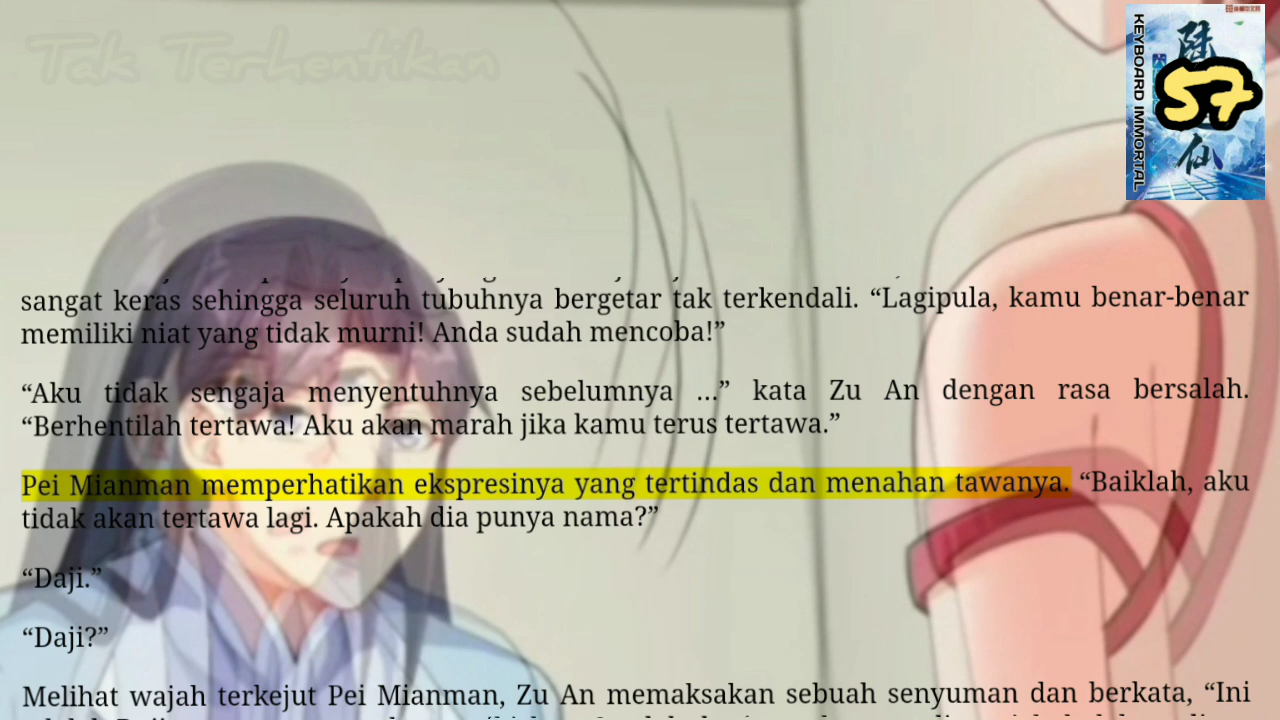 Tak Terhentikan
陆
仙
KEYBOARD IMMORTAL
57
sangat keras sehingga seluruh tubuhnya bergetar tak terkendali. “Lagipula, kamu benar-benar
memiliki niat yang tidak murni! Anda sudah mencoba!”
“Aku tidak sengaja menyentuhnya sebelumnya ...” kata Zu An dengan rasa bersalah.
“Berhentilah tertawa! Aku akan marah jika kamu terus tertawa.”
Pei Mianman memperhatikan ekspresinya yang tertindas dan menahan tawanya. “Baiklah, aku
tidak akan tertawa lagi. Apakah dia punya nama?”
“Daji.”
“Daji?”
Melihat wajah terkejut Pei Mianman, Zu An memaksakan sebuah senyuman dan berkata, “Ini